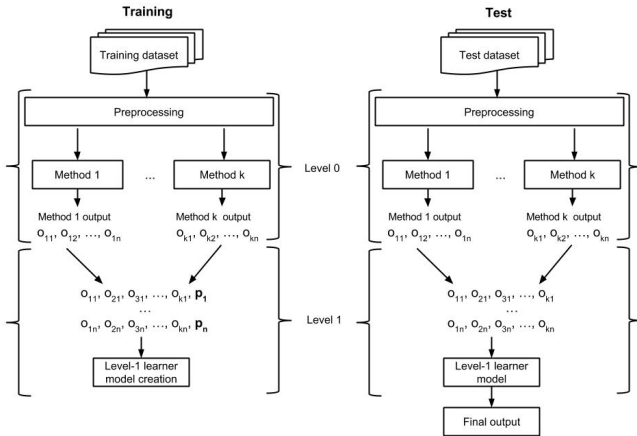 Training
Training dataset
Preprocessing
Method 1 ... Method k
Method 1 output Method k output
o11, o12, ..., o1n ok1, ok2, ..., okn
o11, o21, o31, ..., ok1, p1
...
o1n, o2n, o3n, ..., okn, pn
Level-1 learner
model creation
Level 0
Level 1
Test
Test dataset
Preprocessing
Method 1 ... Method k
Method 1 output Method k output
o11, o12, ..., o1n ok1, ok2, ..., okn
o11, o21, o31, ..., ok1
...
o1n, o2n, o3n, ..., okn
Level-1 learner
model
Final output